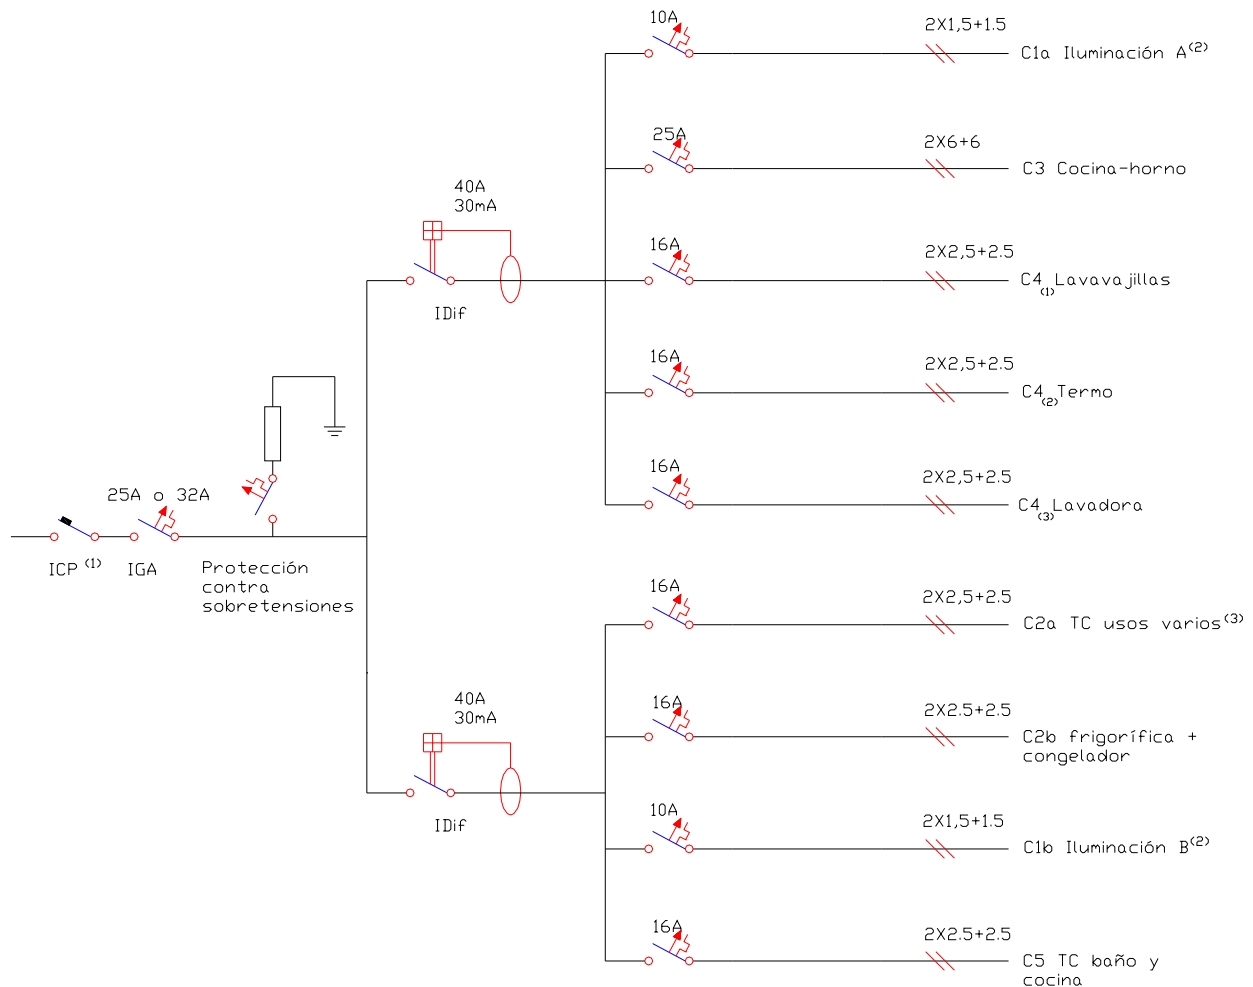 10A
2X1,5+1.5
C1a Iluminación A(2)
25A
2X6+6
C3 Cocina-horno
40A
30mA
IDif
16A
2X2,5+2.5
C4(1) Lavavajillas
16A
2X2,5+2.5
C4(2) Termo
16A
2X2,5+2.5
C4(3) Lavadora
25A o 32A
ICP (1)
IGA
Protección
contra
sobretensiones
16A
2X2,5+2.5
C2a TC usos varios(3)
40A
30mA
IDif
16A
2X2.5+2.5
C2b frigorífica +
congelador
10A
2X1,5+1.5
C1b Iluminación B(2)
16A
2X2.5+2.5
C5 TC baño y
cocina